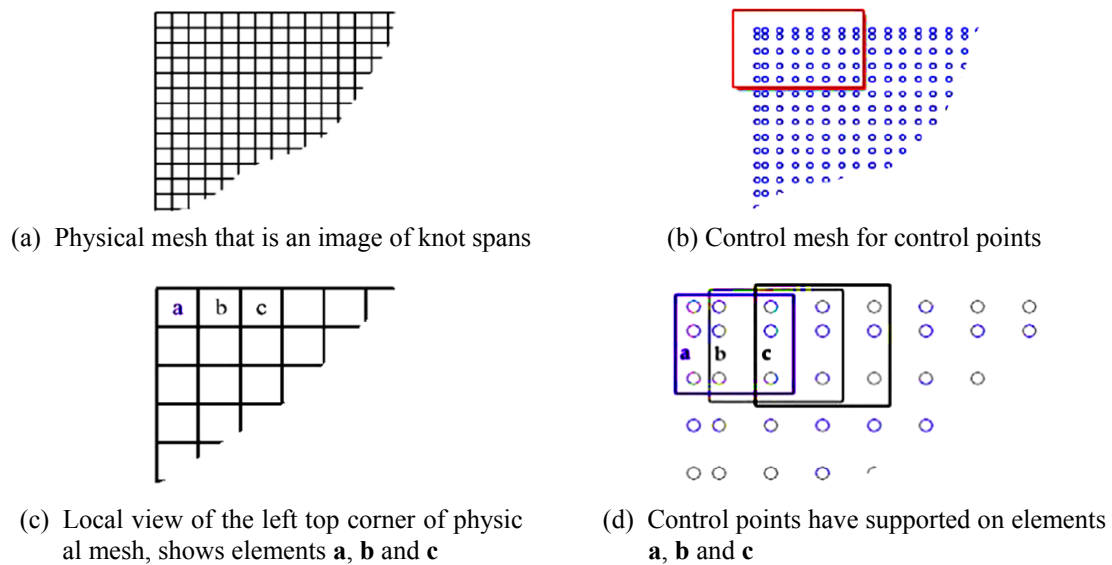 (a) Physical mesh that is an image of knot spans
(b) Control mesh for control points
a b c
a b c
(c) Local view of the left top corner of physic
al mesh, shows elements a, b and c
(d) Control points have supported on elements
a, b and c